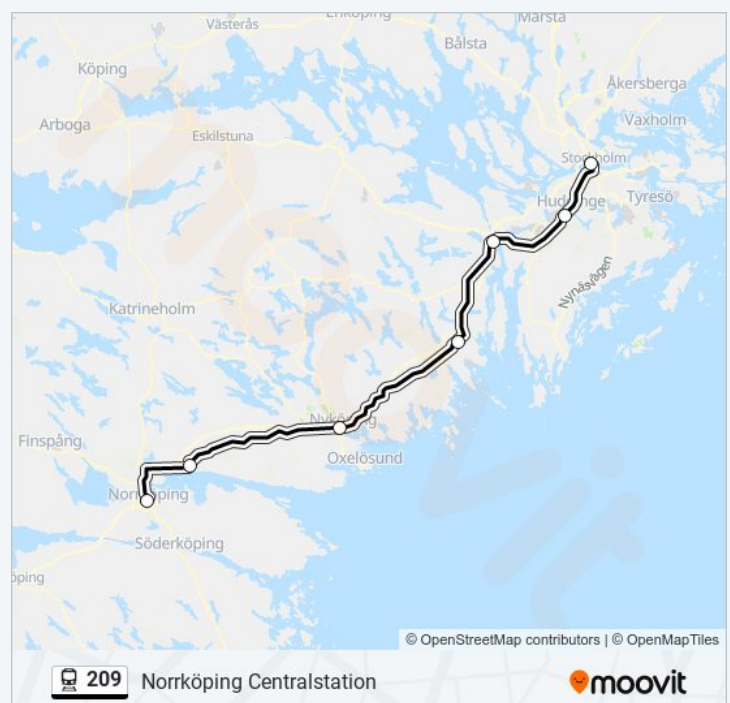 Västerås
Enköping
Märsta
Bålsta
Köping
Åkersberga
Arboga
Eskilstuna
Vaxholm
Stockholm
Huddinge
Tyresö
Nynäsvägen
Katrineholm
Nyköping
Finspång
Oxelösund
Norrköping
Söderköping
öping
© OpenStreetMap contributors | © OpenMapTiles
209 Norrköping Centralstation
moovit